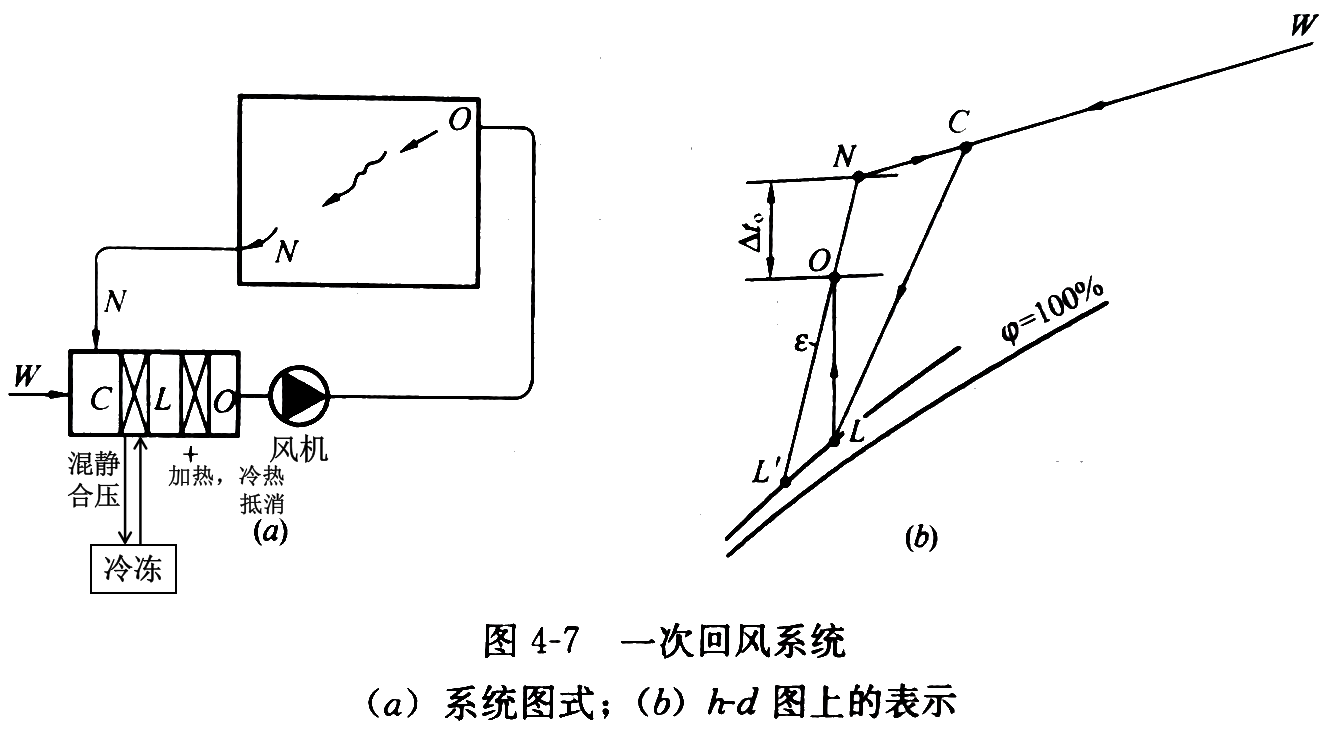 O
N
N
W
C
L
O
风机
混静
合压
+
加热，冷热
抵消
(a)
冷冻
W
C
N
Δtₒ
O
ε
φ=100%
L
L'
(b)
图 4-7 一次回风系统
(a) 系统图式；(b) h-d 图上的表示